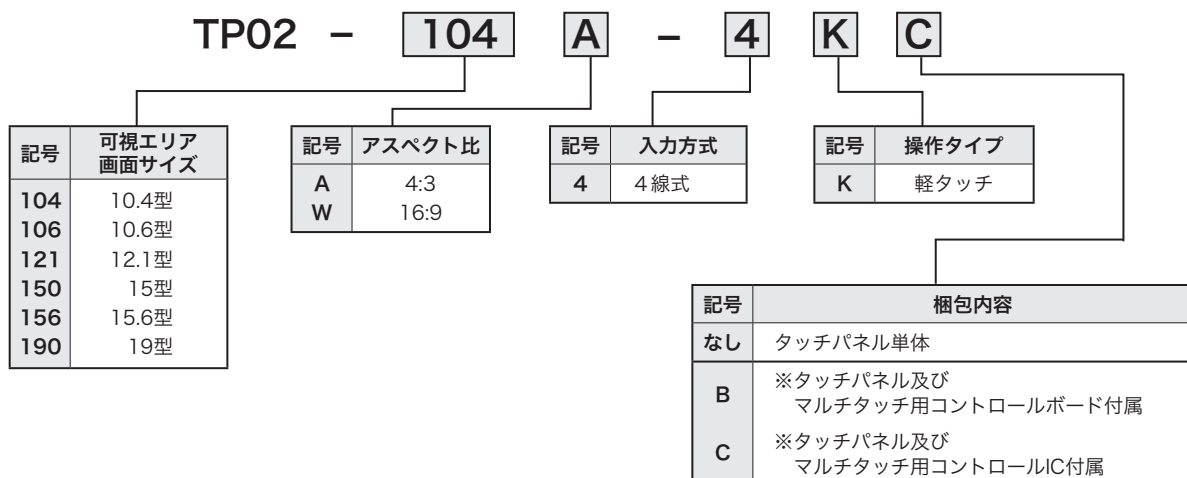 TP02 － 104 A － 4 K C
記号 可視エリア
画面サイズ
104 10.4型
106 10.6型
121 12.1型
150 15型
156 15.6型
190 19型
記号 アスペクト比
A 4:3
W 16:9
記号 入力方式
4 4線式
記号 操作タイプ
K 軽タッチ
記号 梱包内容
なし タッチパネル単体
B ※タッチパネル及び
マルチタッチ用コントロールボード付属
C ※タッチパネル及び
マルチタッチ用コントロールIC付属